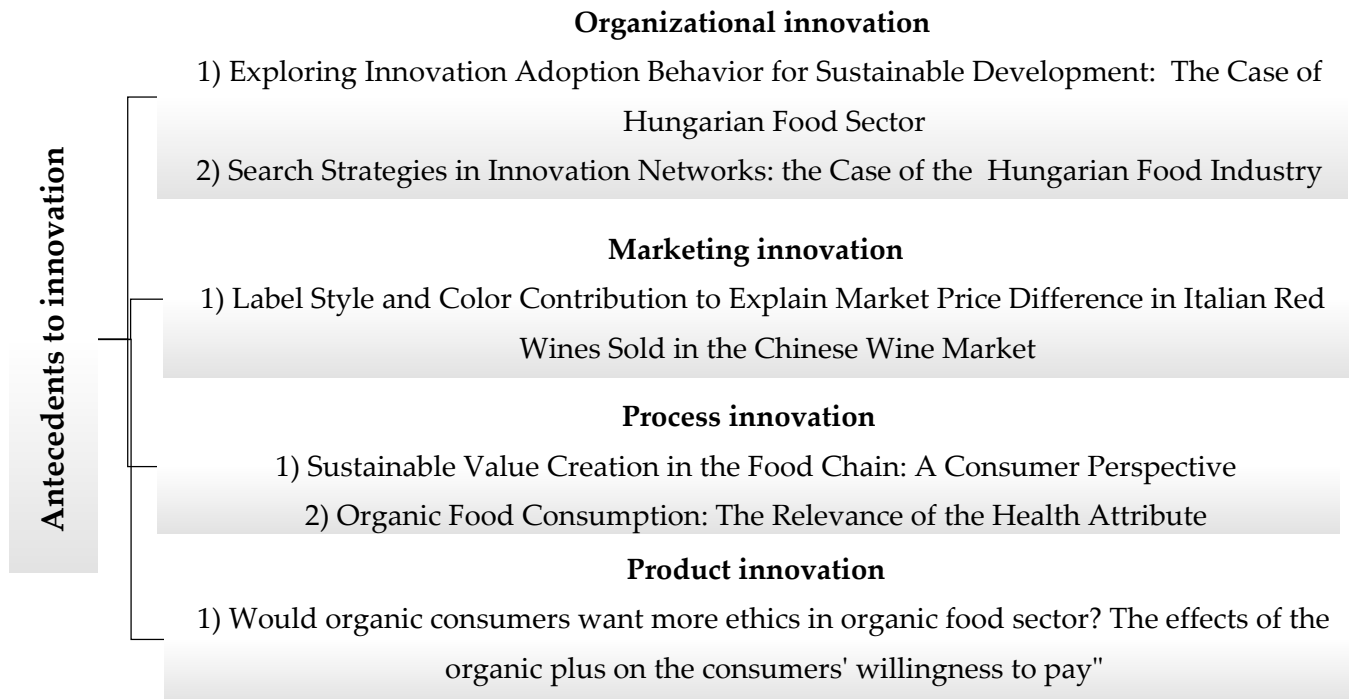 Antecedents to innovation
Organizational innovation
1) Exploring Innovation Adoption Behavior for Sustainable Development: The Case of
Hungarian Food Sector
2) Search Strategies in Innovation Networks: the Case of the Hungarian Food Industry
Marketing innovation
1) Label Style and Color Contribution to Explain Market Price Difference in Italian Red
Wines Sold in the Chinese Wine Market
Process innovation
1) Sustainable Value Creation in the Food Chain: A Consumer Perspective
2) Organic Food Consumption: The Relevance of the Health Attribute
Product innovation
1) Would organic consumers want more ethics in organic food sector? The effects of the
organic plus on the consumers' willingness to pay"